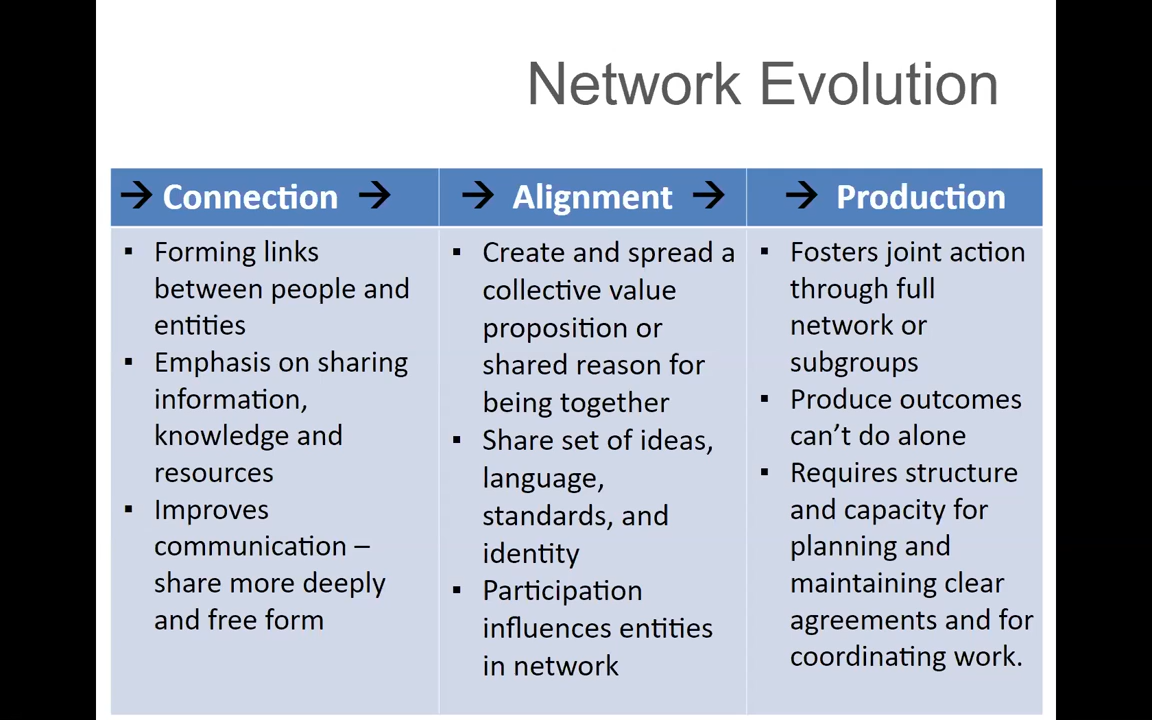 Network Evolution
→ Connection →
→ Alignment →
→ Production
▪ Forming links
between people and
entities
▪ Emphasis on sharing
information,
knowledge and
resources
▪ Improves
communication –
share more deeply
and free form
▪ Create and spread a
collective value
proposition or
shared reason for
being together
▪ Share set of ideas,
language,
standards, and
identity
▪ Participation
influences entities
in network
▪ Fosters joint action
through full
network or
subgroups
▪ Produce outcomes
can’t do alone
▪ Requires structure
and capacity for
planning and
maintaining clear
agreements and for
coordinating work.